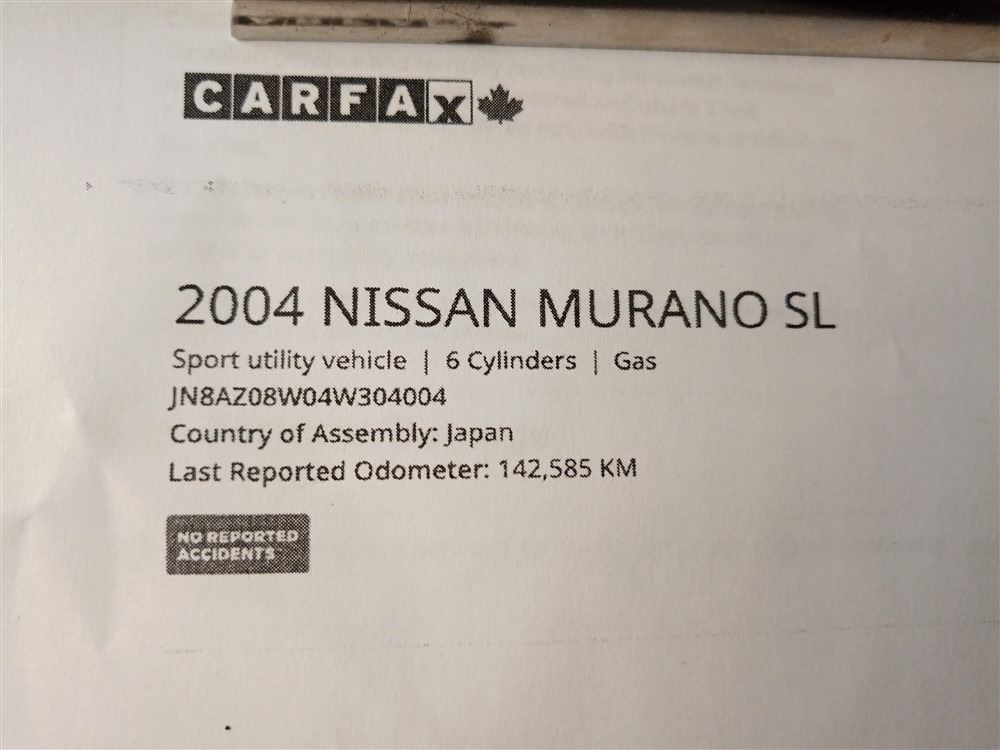 CARFAX
2004 NISSAN MURANO SL
Sport utility vehicle | 6 Cylinders | Gas
JN8AZ08W04W304004
Country of Assembly: Japan
Last Reported Odometer: 142,585 KM
NO REPORTED
ACCIDENTS